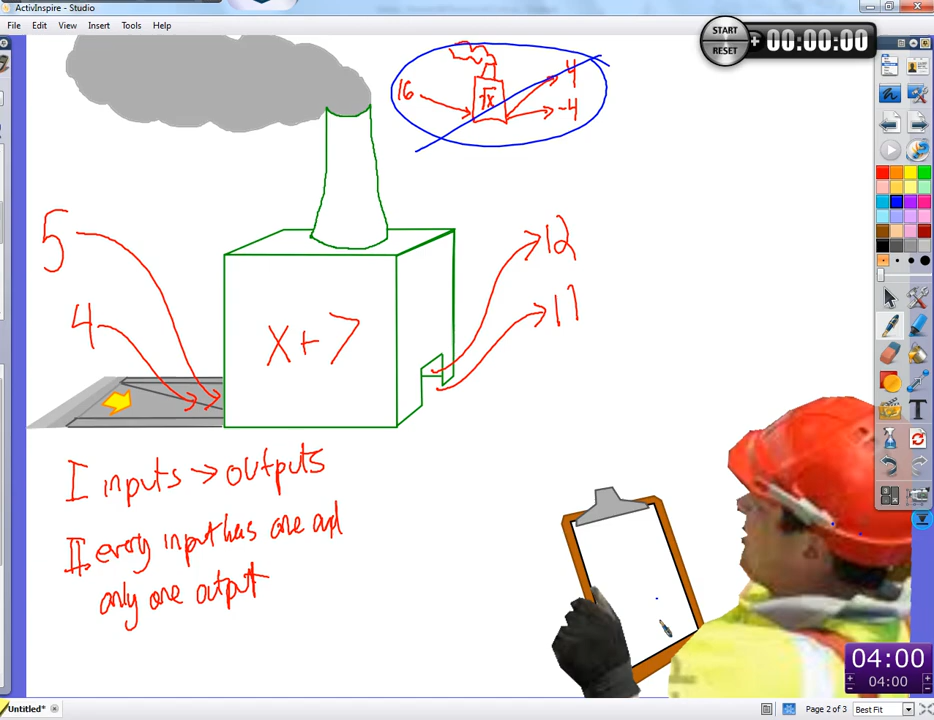 ActivInspire - Studio
File Edit View Insert Tools Help
START
RESET
+ 00:00:00
16
√x
4
-4
5
4
X+7
12
11
I inputs → outputs
II. every input has one and
only one output
04:00
04:00
Untitled*
Page 2 of 3
Best Fit